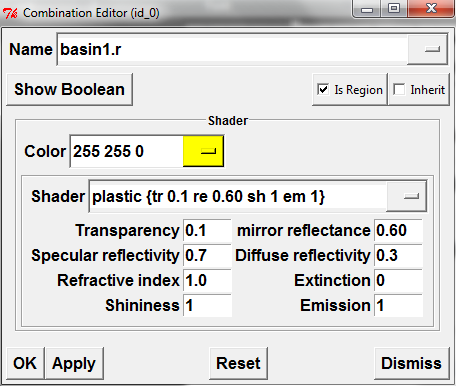 Combination Editor (id_0)
Name basin1.r
Show Boolean Is Region Inherit
Shader
Color 255 255 0
Shader plastic {tr 0.1 re 0.60 sh 1 em 1}
Transparency 0.1 mirror reflectance 0.60
Specular reflectivity 0.7 Diffuse reflectivity 0.3
Refractive index 1.0 Extinction 0
Shininess 1 Emission 1
OK Apply Reset Dismiss